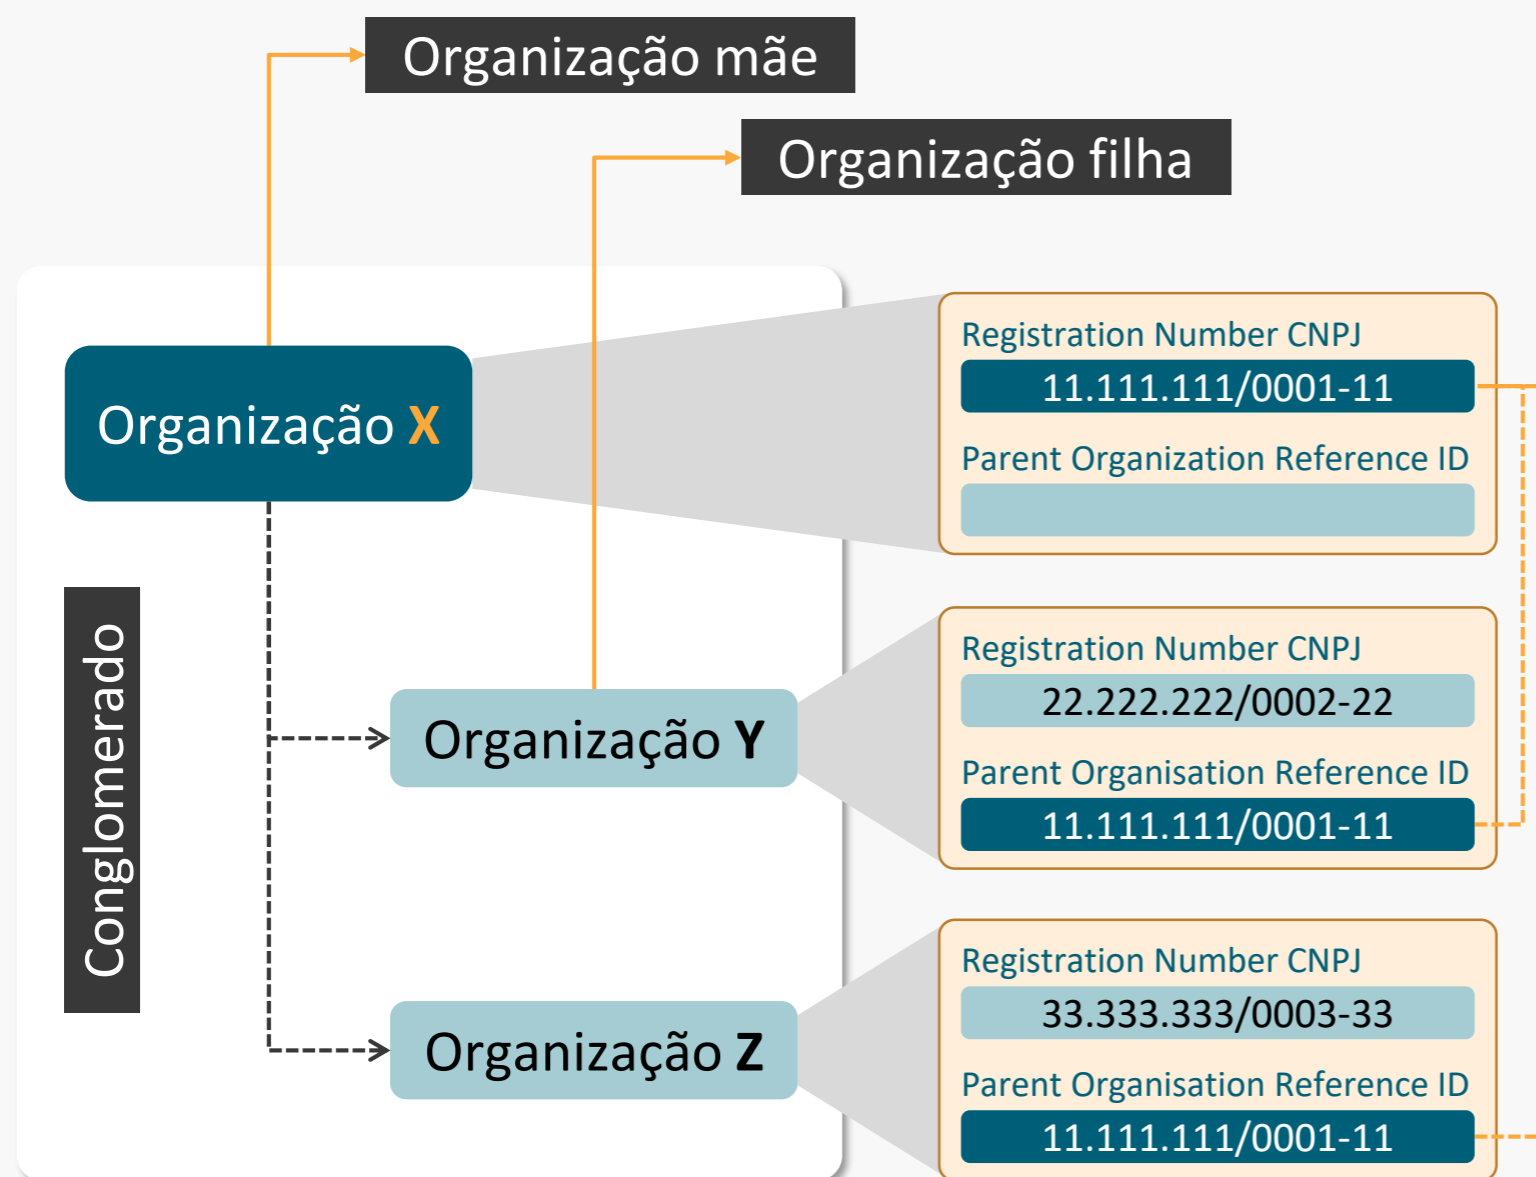 Organização mãe
Organização filha
Organização X
Registration Number CNPJ
11.111.111/0001-11
Parent Organization Reference ID
Conglomerado
Organização Y
Registration Number CNPJ
22.222.222/0002-22
Parent Organisation Reference ID
11.111.111/0001-11
Organização Z
Registration Number CNPJ
33.333.333/0003-33
Parent Organisation Reference ID
11.111.111/0001-11